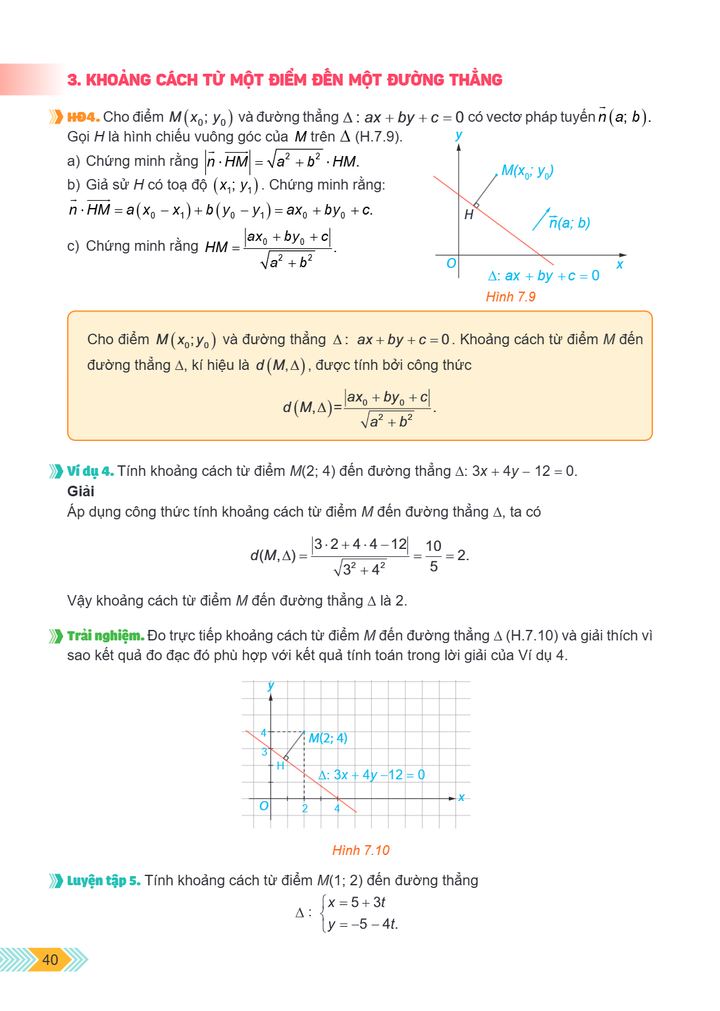 3. KHOẢNG CÁCH TỪ MỘT ĐIỂM ĐẾN MỘT ĐƯỜNG THẲNG
HĐ4. Cho điểm M(x₀; y₀) và đường thẳng Δ : ax + by + c = 0 có vectơ pháp tuyến n⃗(a; b).
Gọi H là hình chiếu vuông góc của M trên Δ (H.7.9).
a) Chứng minh rằng |n⃗ · HM⃗| = √(a² + b²) · HM.
b) Giả sử H có toạ độ (x₁; y₁). Chứng minh rằng:
n⃗ · HM⃗ = a(x₀ − x₁) + b(y₀ − y₁) = ax₀ + by₀ + c.
c) Chứng minh rằng HM = |ax₀ + by₀ + c| / √(a² + b²).
y
M(x₀; y₀)
H
n⃗(a; b)
O
x
Δ: ax + by + c = 0
Hình 7.9
Cho điểm M(x₀; y₀) và đường thẳng Δ : ax + by + c = 0. Khoảng cách từ điểm M đến
đường thẳng Δ, kí hiệu là d(M, Δ), được tính bởi công thức
d(M, Δ) = |ax₀ + by₀ + c| / √(a² + b²).
Ví dụ 4. Tính khoảng cách từ điểm M(2; 4) đến đường thẳng Δ: 3x + 4y − 12 = 0.
Giải
Áp dụng công thức tính khoảng cách từ điểm M đến đường thẳng Δ, ta có
d(M, Δ) = |3 · 2 + 4 · 4 − 12| / √(3² + 4²) = 10/5 = 2.
Vậy khoảng cách từ điểm M đến đường thẳng Δ là 2.
Trải nghiệm. Đo trực tiếp khoảng cách từ điểm M đến đường thẳng Δ (H.7.10) và giải thích vì
sao kết quả đo đạc đó phù hợp với kết quả tính toán trong lời giải của Ví dụ 4.
y
4
M(2; 4)
3
H
Δ: 3x + 4y −12 = 0
x
O
2
4
Hình 7.10
Luyện tập 5. Tính khoảng cách từ điểm M(1; 2) đến đường thẳng
Δ : { x = 5 + 3t
y = −5 − 4t.
40